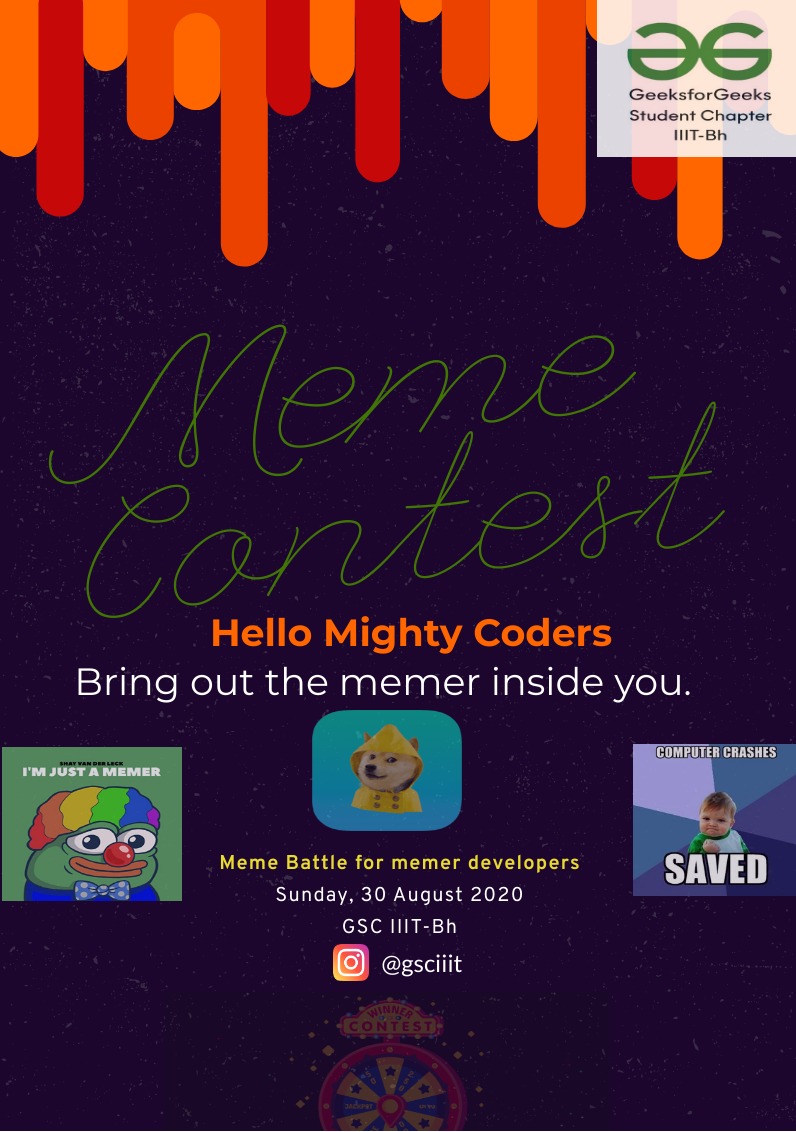 GeeksforGeeks
Student Chapter
IIIT-Bh
Meme
Contest
Hello Mighty Coders
Bring out the memer inside you.
SHAY VAN DER LECK
I'M JUST A MEMER
COMPUTER CRASHES
SAVED
Meme Battle for memer developers
Sunday, 30 August 2020
GSC IIIT-Bh
@gsciiit
WINNER
CONTEST
JACKPOT